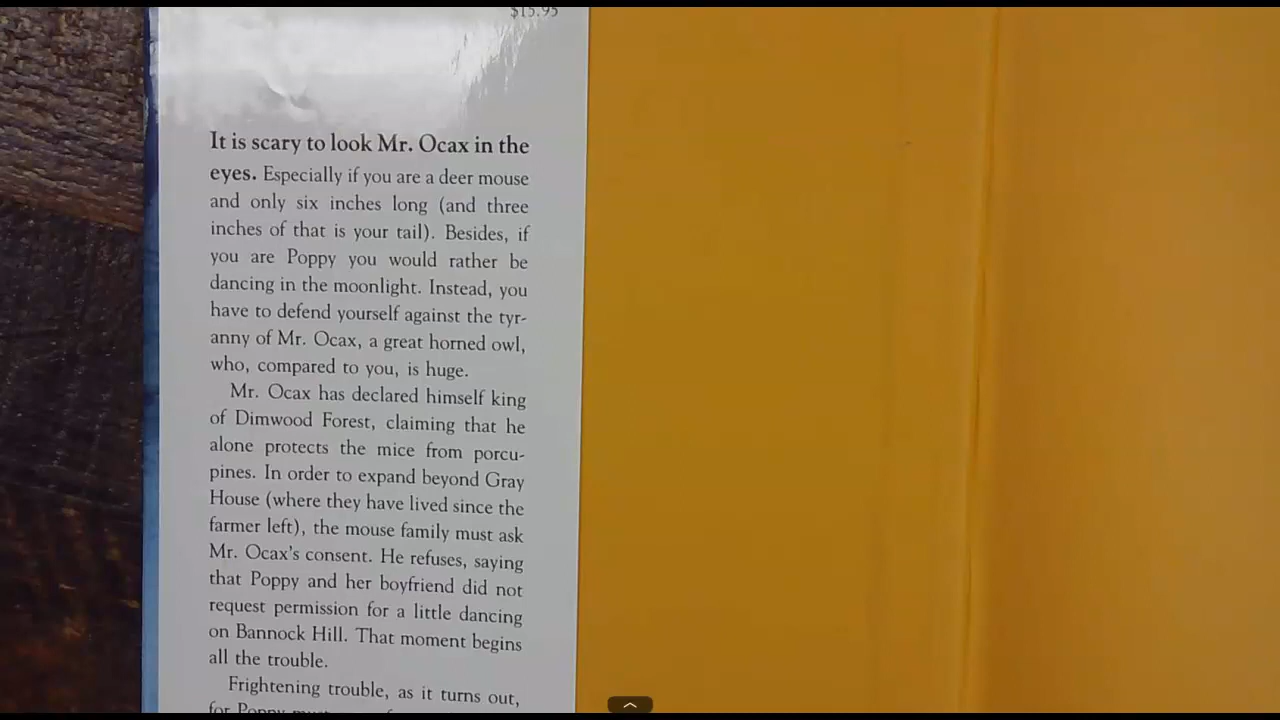 $15.95
It is scary to look Mr. Ocax in the
eyes. Especially if you are a deer mouse
and only six inches long (and three
inches of that is your tail). Besides, if
you are Poppy you would rather be
dancing in the moonlight. Instead, you
have to defend yourself against the tyr-
anny of Mr. Ocax, a great horned owl,
who, compared to you, is huge.
Mr. Ocax has declared himself king
of Dimwood Forest, claiming that he
alone protects the mice from porcu-
pines. In order to expand beyond Gray
House (where they have lived since the
farmer left), the mouse family must ask
Mr. Ocax's consent. He refuses, saying
that Poppy and her boyfriend did not
request permission for a little dancing
on Bannock Hill. That moment begins
all the trouble.
Frightening trouble, as it turns out,
for Poppy must